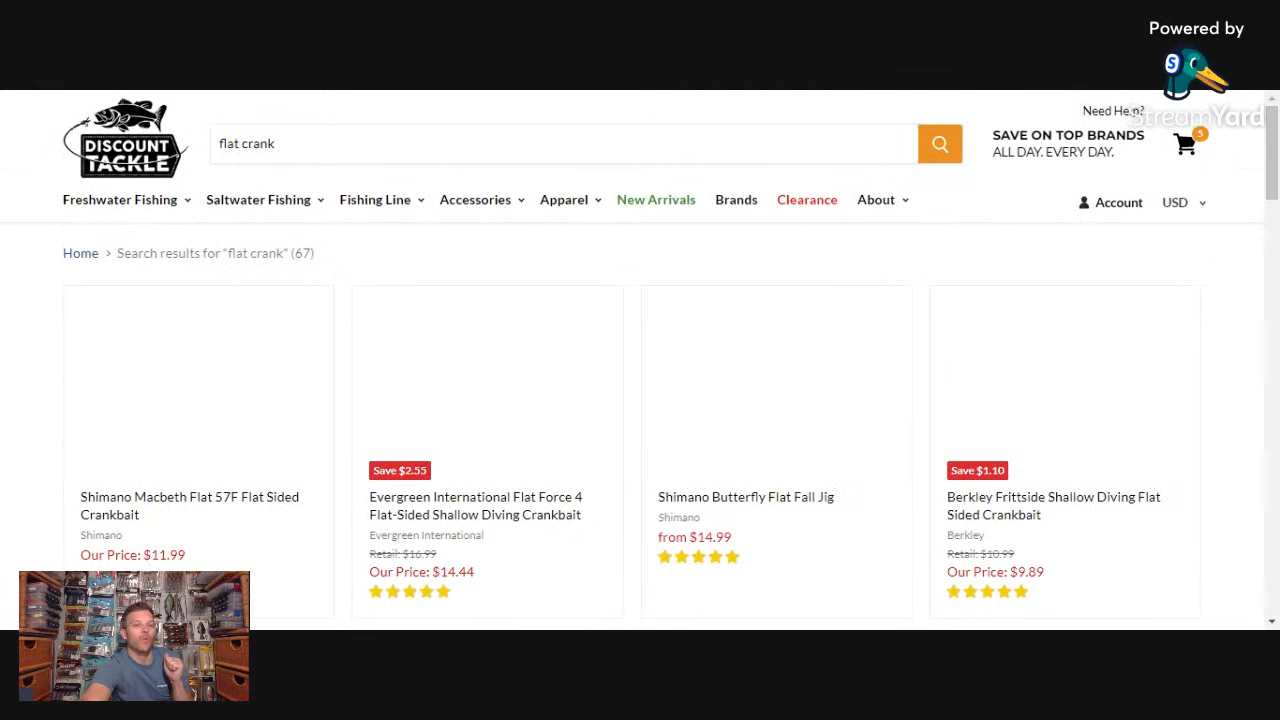 Powered by
S
StreamYard
Need Help?
DISCOUNT
TACKLE
flat crank
SAVE ON TOP BRANDS
ALL DAY. EVERY DAY.
5
Freshwater Fishing
Saltwater Fishing
Fishing Line
Accessories
Apparel
New Arrivals
Brands
Clearance
About
Account
USD
Home > Search results for "flat crank" (67)
Shimano Macbeth Flat 57F Flat Sided
Crankbait
Shimano
Our Price: $11.99
Save $2.55
Evergreen International Flat Force 4
Flat-Sided Shallow Diving Crankbait
Evergreen International
Retail: $16.99
Our Price: $14.44
Shimano Butterfly Flat Fall Jig
Shimano
from $14.99
Save $1.10
Berkley Frittside Shallow Diving Flat
Sided Crankbait
Berkley
Retail: $10.99
Our Price: $9.89